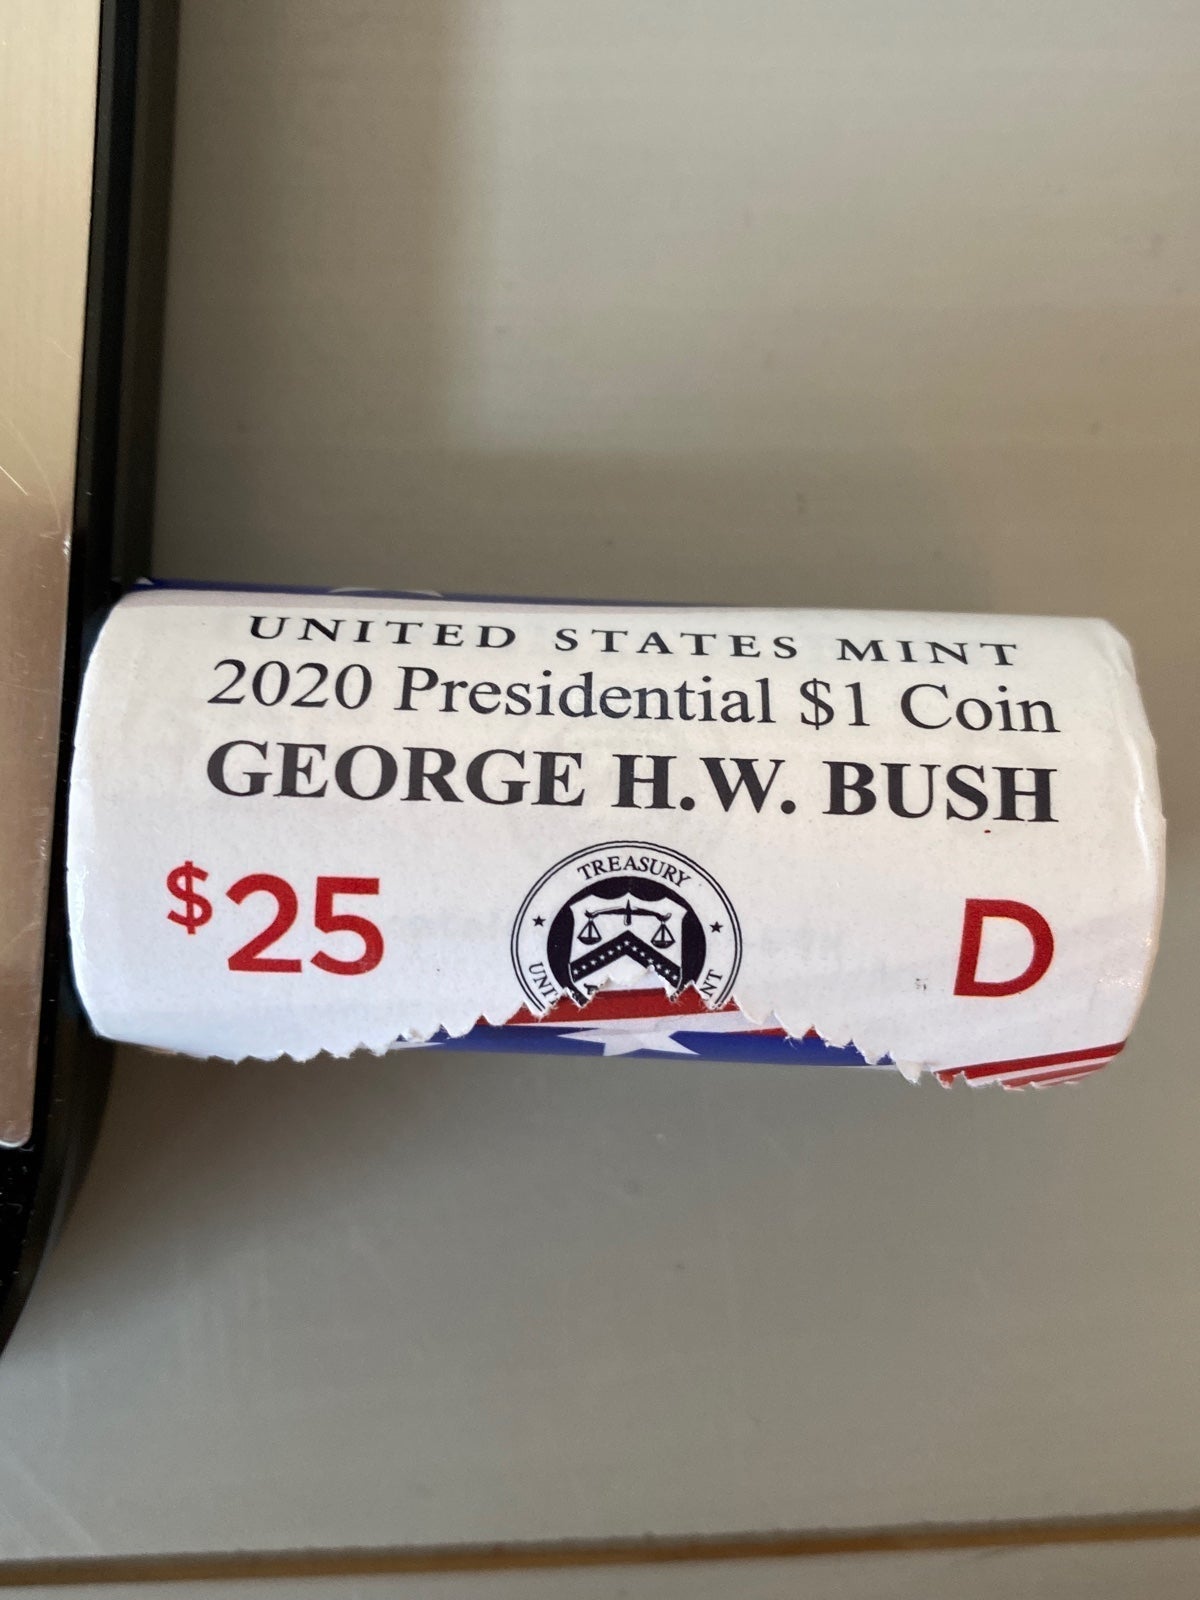 UNITED STATES MINT
2020 Presidential $1 Coin
GEORGE H.W. BUSH
$25
TREASURY
D